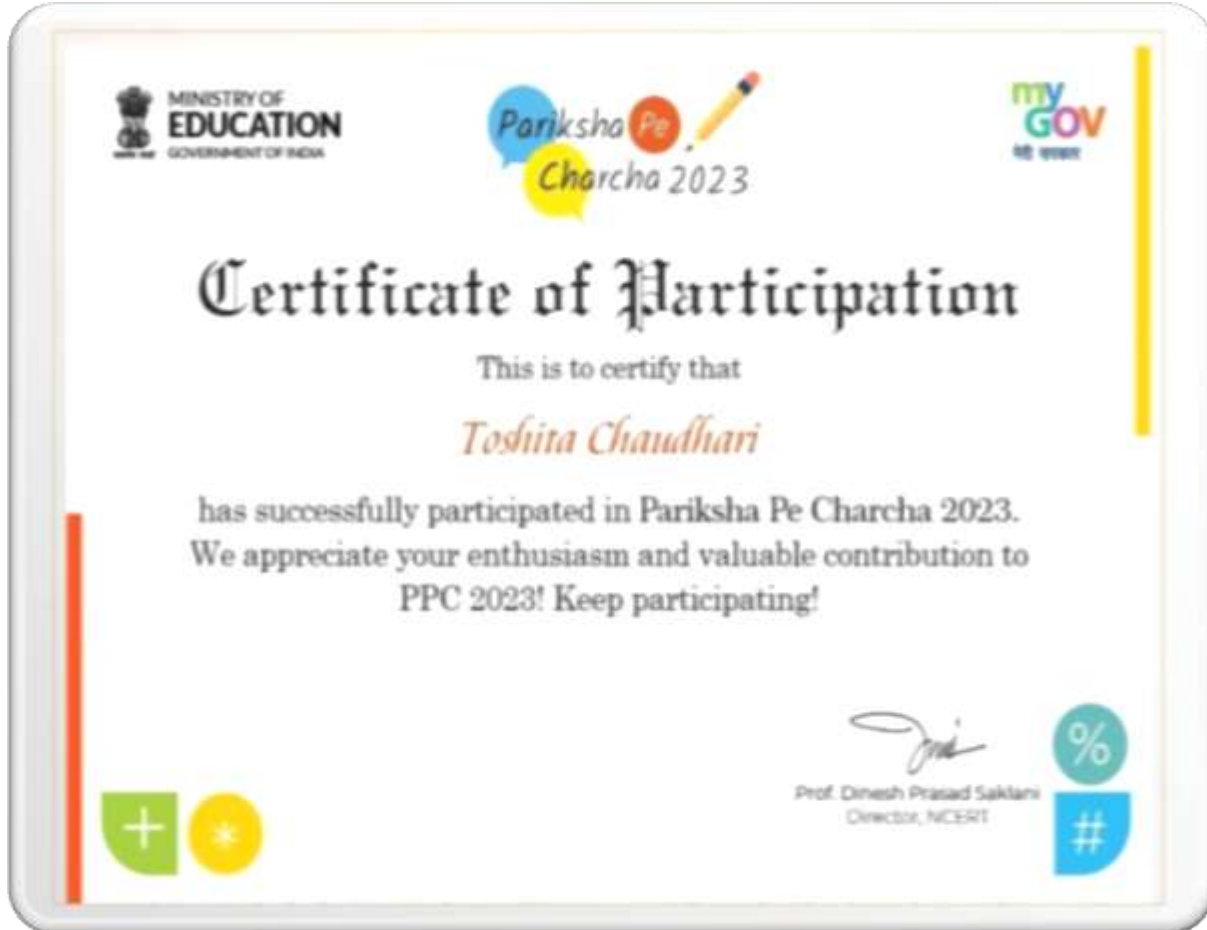 MINISTRY OF
EDUCATION
GOVERNMENT OF INDIA
Pariksha Pe
Charcha 2023
my
GOV
मेरी सरकार
Certificate of Participation
This is to certify that
Toshita Chaudhari
has successfully participated in Pariksha Pe Charcha 2023.
We appreciate your enthusiasm and valuable contribution to
PPC 2023! Keep participating!
Prof. Dinesh Prasad Saklani
Director, NCERT
%
+
*
#